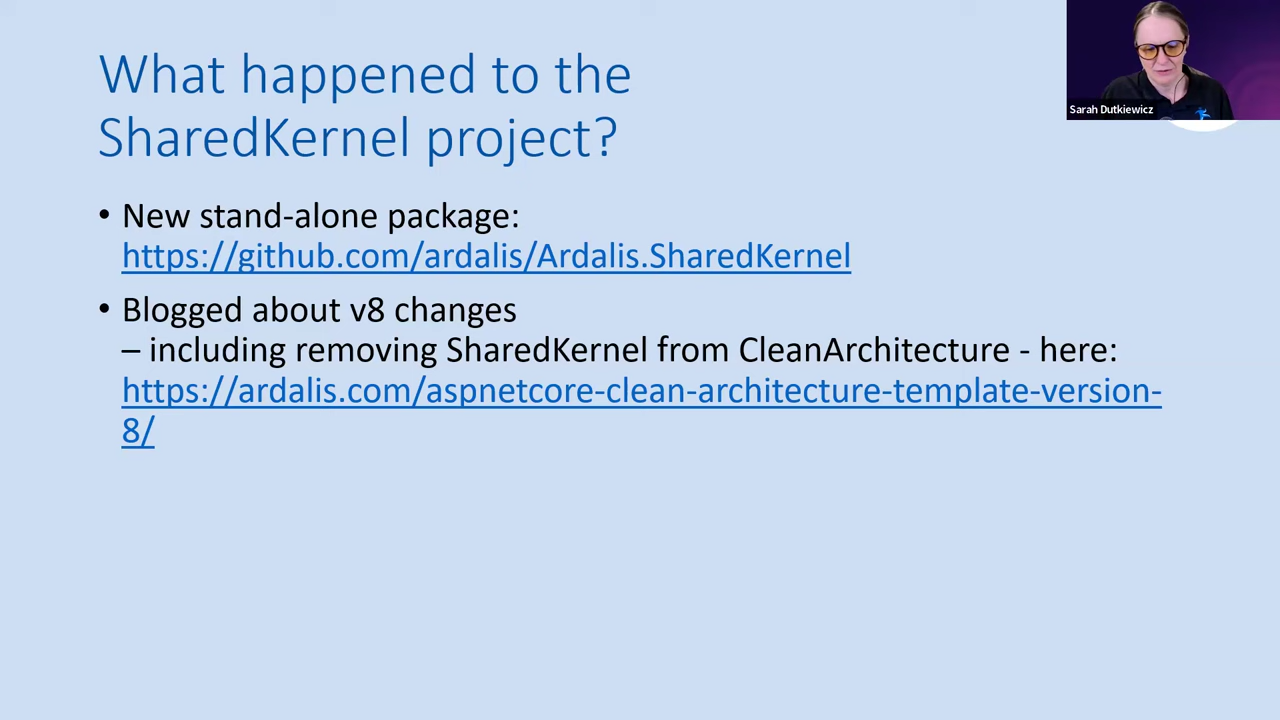 What happened to the
SharedKernel project?
Sarah Dutkiewicz
• New stand-alone package:
https://github.com/ardalis/Ardalis.SharedKernel
• Blogged about v8 changes
– including removing SharedKernel from CleanArchitecture - here:
https://ardalis.com/aspnetcore-clean-architecture-template-version-
8/